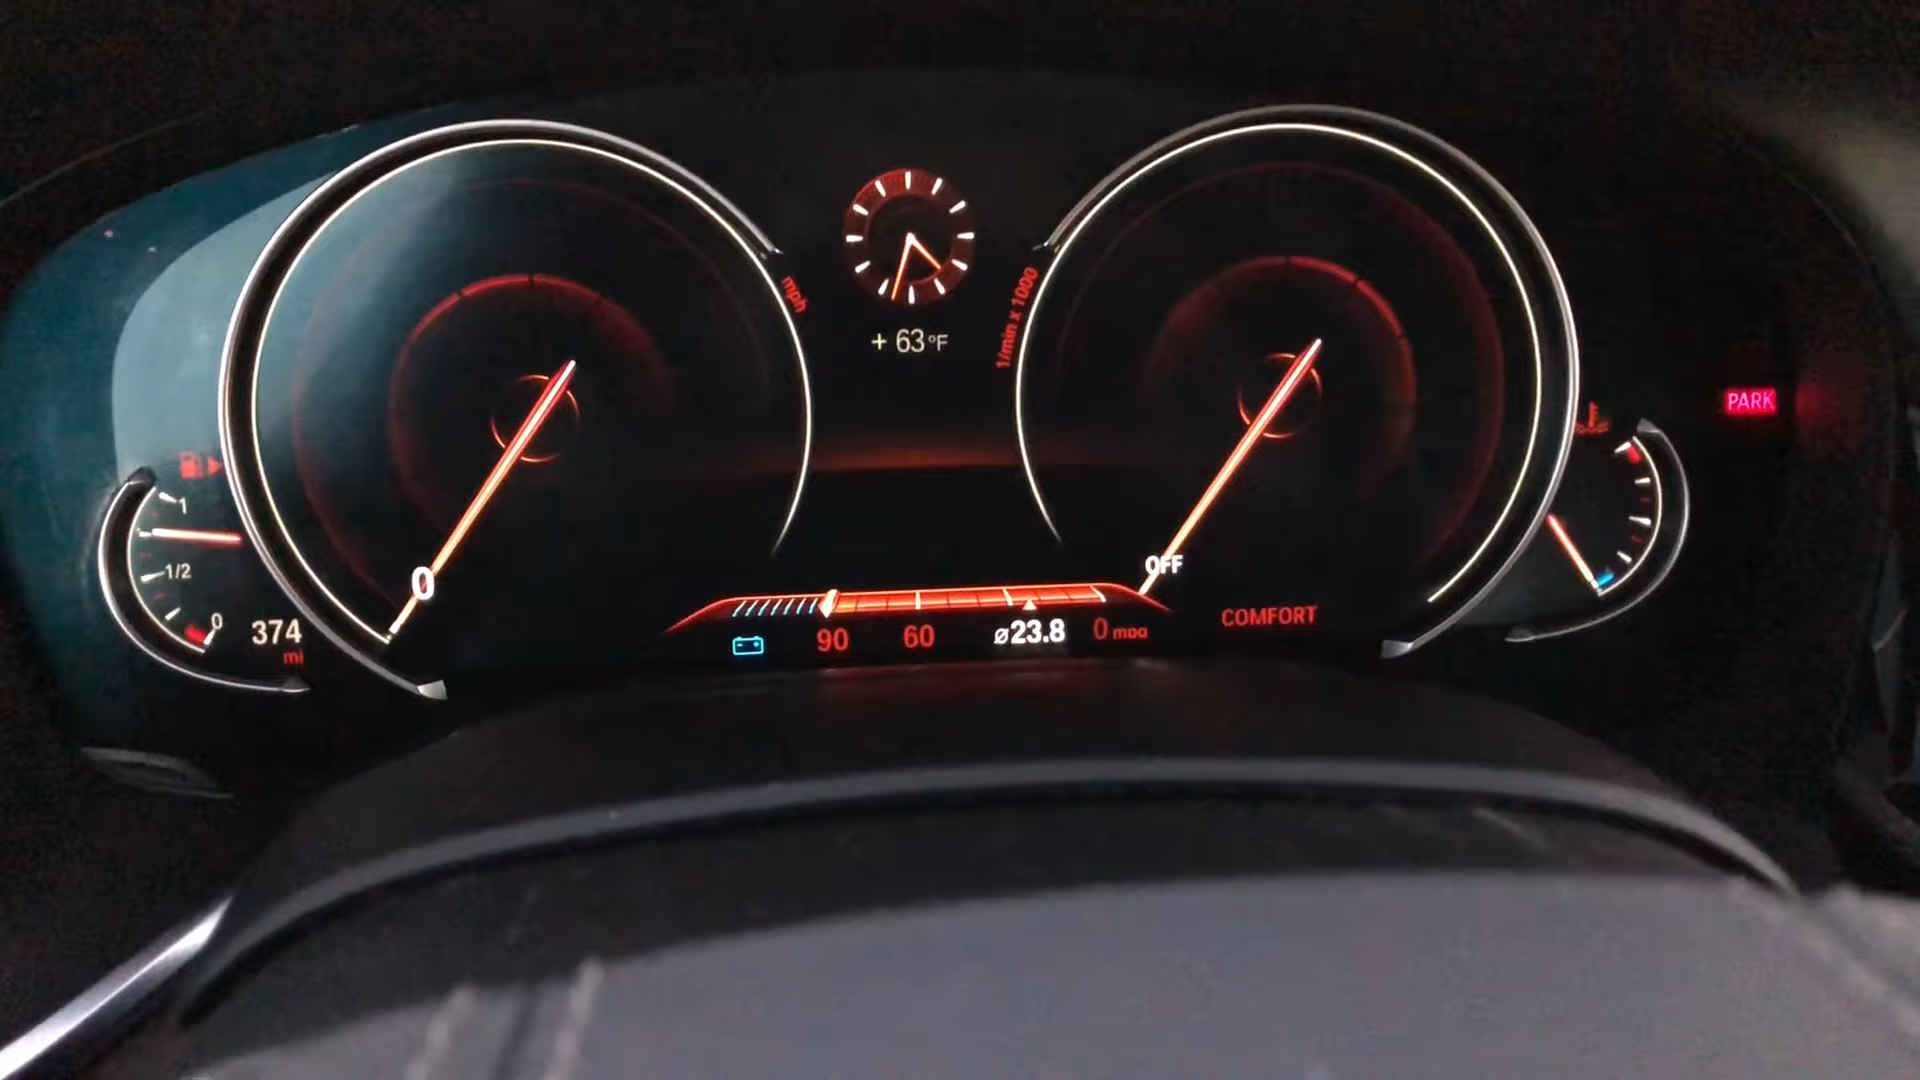 mph
1/min x 1000
+ 63°F
PARK
1
1/2
0
374
mi
0
OFF
90 60 ⌀23.8 0 mpg
COMFORT